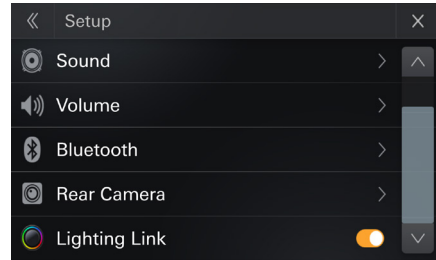 Setup
Sound
Volume
Bluetooth
Rear Camera
Lighting Link